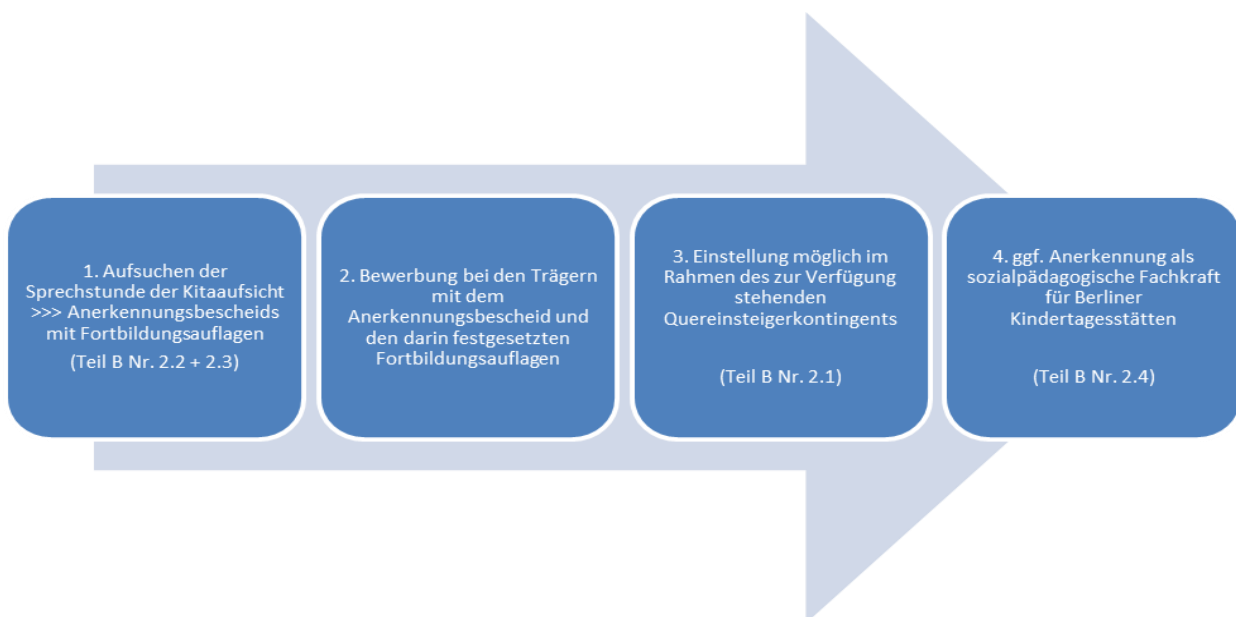 1. Aufsuchen der
Sprechstunde der Kitaaufsicht
>>> Anerkennungsbescheids
mit Fortbildungsauflagen
(Teil B Nr. 2.2 + 2.3)
2. Bewerbung bei den Trägern
mit dem
Anerkennungsbescheid und
den darin festgesetzten
Fortbildungsauflagen
3. Einstellung möglich im
Rahmen des zur Verfügung
stehenden
Quereinsteigerkontingents
(Teil B Nr. 2.1)
4. ggf. Anerkennung als
sozialpädagogische Fachkraft
für Berliner
Kindertagesstätten
(Teil B Nr. 2.4)